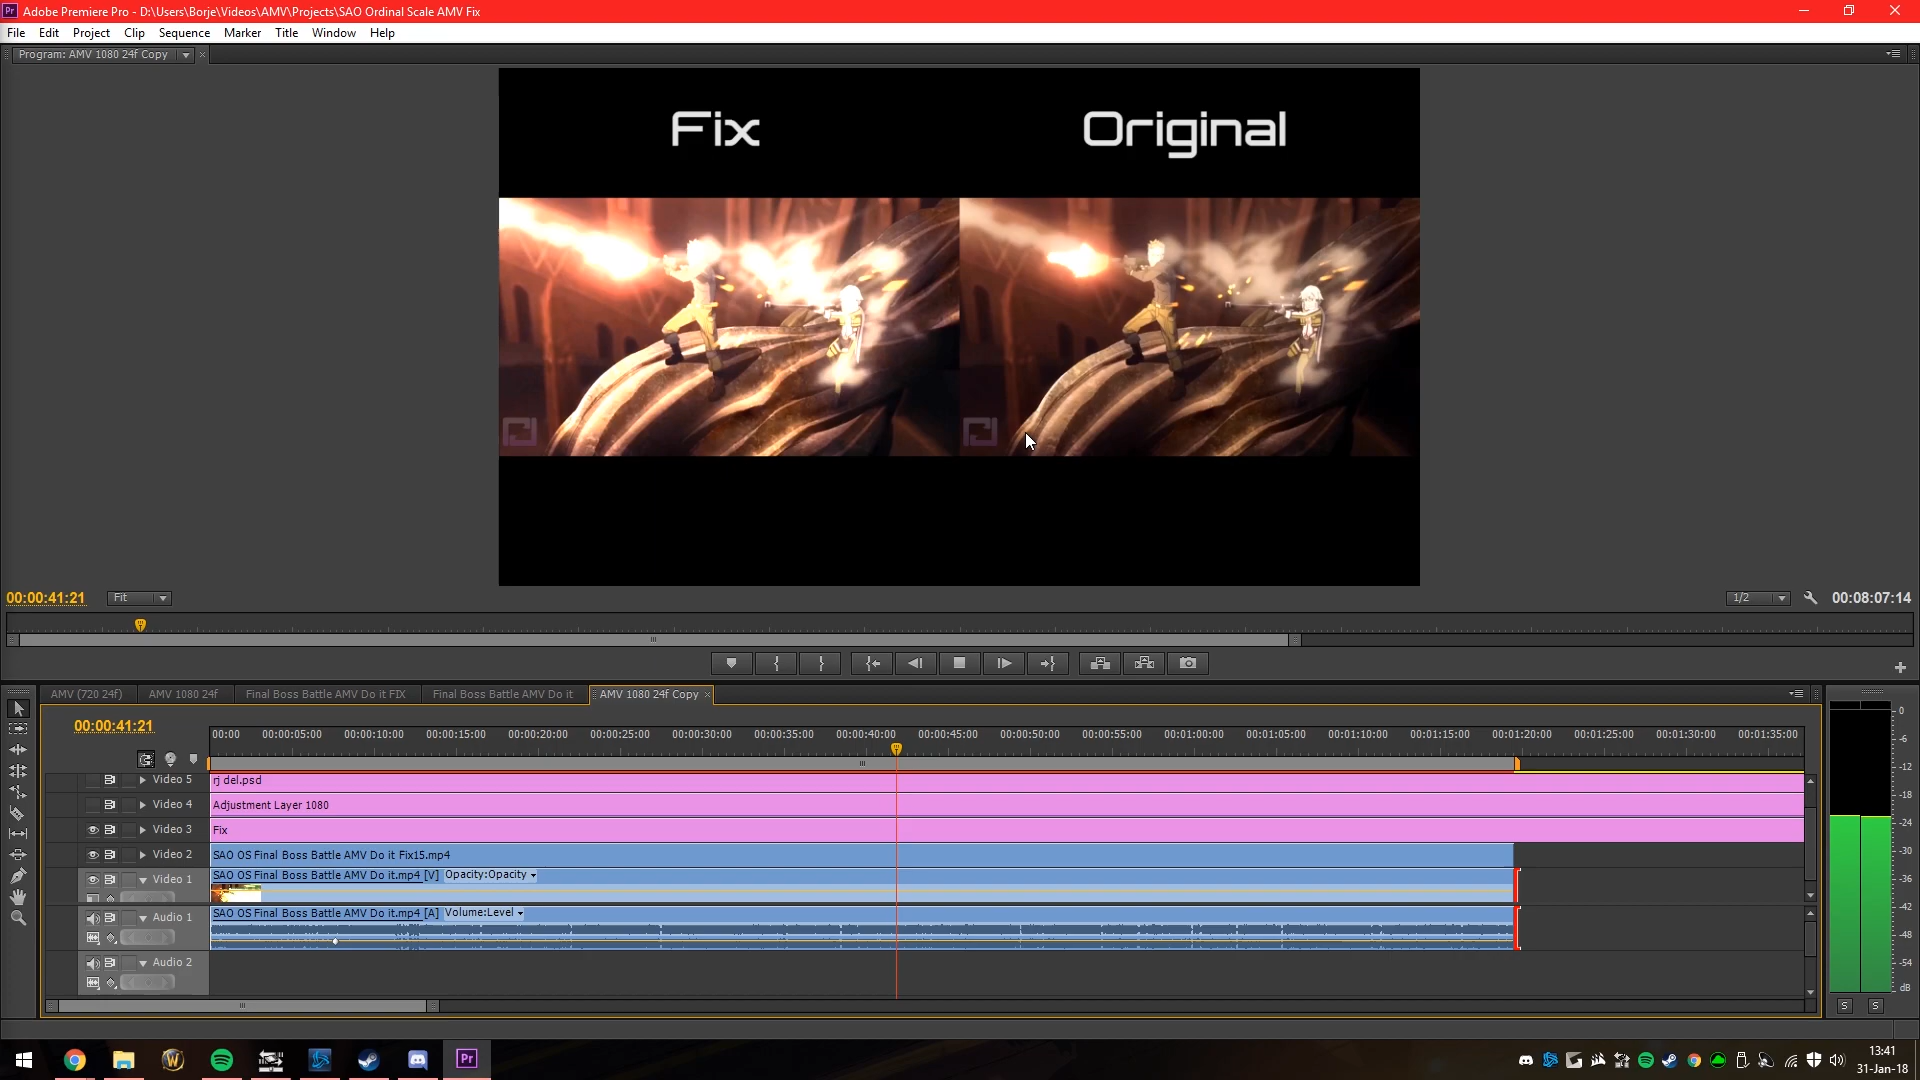 Adobe Premiere Pro - D:\Users\Borje\Videos\AMV\Projects\SAO Ordinal Scale AMV Fix
File Edit Project Clip Sequence Marker Title Window Help
Program: AMV 1080 24f Copy
Fix Original
00:00:41:21 Fit 1/2 00:08:07:14
AMV (720 24f) AMV 1080 24f Final Boss Battle AMV Do it FIX Final Boss Battle AMV Do it AMV 1080 24f Copy
00:00:41:21
00:00 00:00:05:00 00:00:10:00 00:00:15:00 00:00:20:00 00:00:25:00 00:00:30:00 00:00:35:00 00:00:40:00 00:00:45:00 00:00:50:00 00:00:55:00 00:01:00:00 00:01:05:00 00:01:10:00 00:01:15:00 00:01:20:00 00:01:25:00 00:01:30:00 00:01:35:00
Video 5 rj del.psd
Video 4 Adjustment Layer 1080
Video 3 Fix
Video 2 SAO OS Final Boss Battle AMV Do it Fix15.mp4
Video 1 SAO OS Final Boss Battle AMV Do it.mp4 [V] Opacity:Opacity
Audio 1 SAO OS Final Boss Battle AMV Do it.mp4 [A] Volume:Level
Audio 2
0
-6
-12
-18
-24
-30
-36
-42
-48
-54
dB
S S
Pr
13:41
31-Jan-18